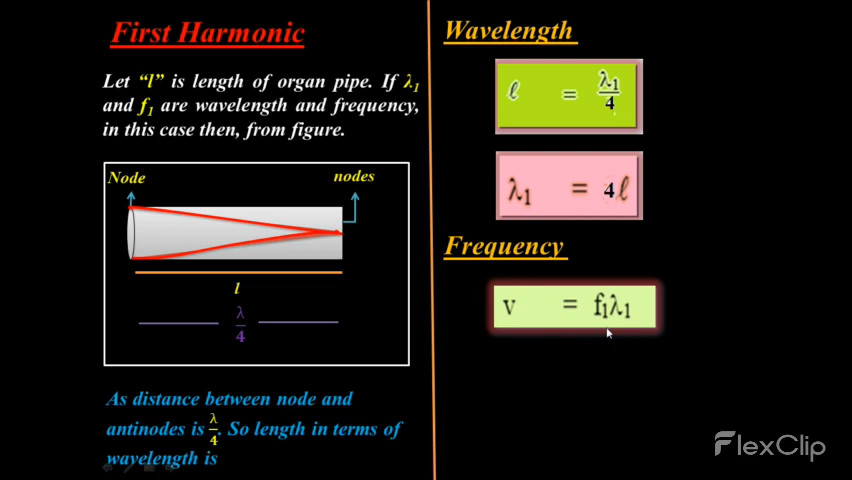 First Harmonic
Let “l” is length of organ pipe. If λ₁
and f₁ are wavelength and frequency,
in this case then, from figure.
Node
nodes
l
λ/4
As distance between node and
antinodes is λ/4. So length in terms of
wavelength is
Wavelength
ℓ = λ₁/4
λ₁ = 4ℓ
Frequency
v = f₁λ₁
FlexClip